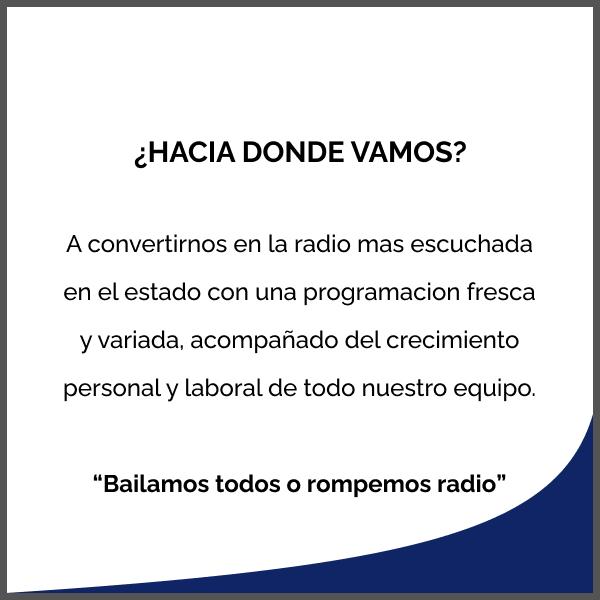 ¿HACIA DONDE VAMOS?
A convertirnos en la radio mas escuchada
en el estado con una programacion fresca
y variada, acompañado del crecimiento
personal y laboral de todo nuestro equipo.
“Bailamos todos o rompemos radio”